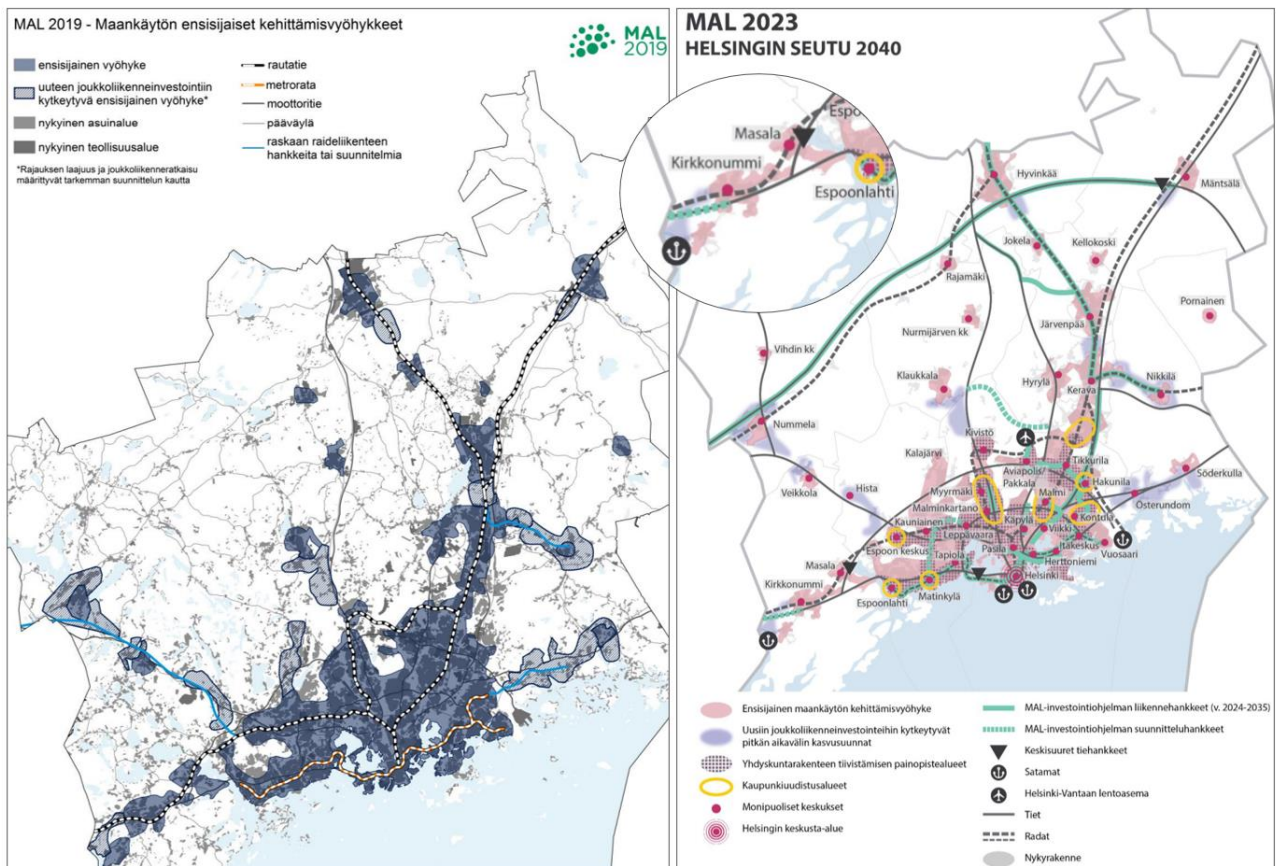 MAL 2019 - Maankäytön ensisijaiset kehittämisvyöhykkeet
MAL
2019
ensisijainen vyöhyke
uuteen joukkoliikenneinvestointiin
kytkeytyvä ensisijainen vyöhyke*
nykyinen asuinalue
nykyinen teollisuusalue
*Rajauksen laajuus ja joukkoliikenneratkaisu
määrittyvät tarkemman suunnittelun kautta
rautatie
metrorata
moottoritie
pääväylä
raskaan raideliikenteen
hankkeita tai suunnitelmia
MAL 2023
HELSINGIN SEUTU 2040
Espo
Masala
Kirkkonummi
Espoonlahti
Hyvinkää
Mäntsälä
Jokela
Kellokoski
Rajamäki
Pornainen
Nurmijärven kk
Järvenpää
Vihdin kk
Klaukkala
Hyrylä
Kerava
Nikkilä
Nummela
Kivistö
Kalajärvi
Aviapolis/
Pakkala
Tikkurila
Söderkulla
Veikkola
Hista
Myyrmäki
Malmi
Hakunila
Östersundom
Malminkartano
Kauniainen
Käpylä
Viikki
Kontula
Leppävaara
Espoon keskus
Pasila
Itäkeskus
Vuosaari
Tapiola
Herttoniemi
Masala
Helsinki
Kirkkonummi
Matinkylä
Espoonlahti
Ensisijainen maankäytön kehittämisvyöhyke
Uusiin joukkoliikenneinvestointeihin kytkeytyvät
pitkän aikavälin kasvusuunnat
Yhdyskuntarakenteen tiivistämisen painopistealueet
Kaupunkiuudistusalueet
Monipuoliset keskukset
Helsingin keskusta-alue
MAL-investointiohjelman liikennehankkeet (v. 2024-2035)
MAL-investointiohjelman suunnitteluhankkeet
Keskisuuret tiehankkeet
Satamat
Helsinki-Vantaan lentoasema
Tiet
Radat
Nykyrakenne